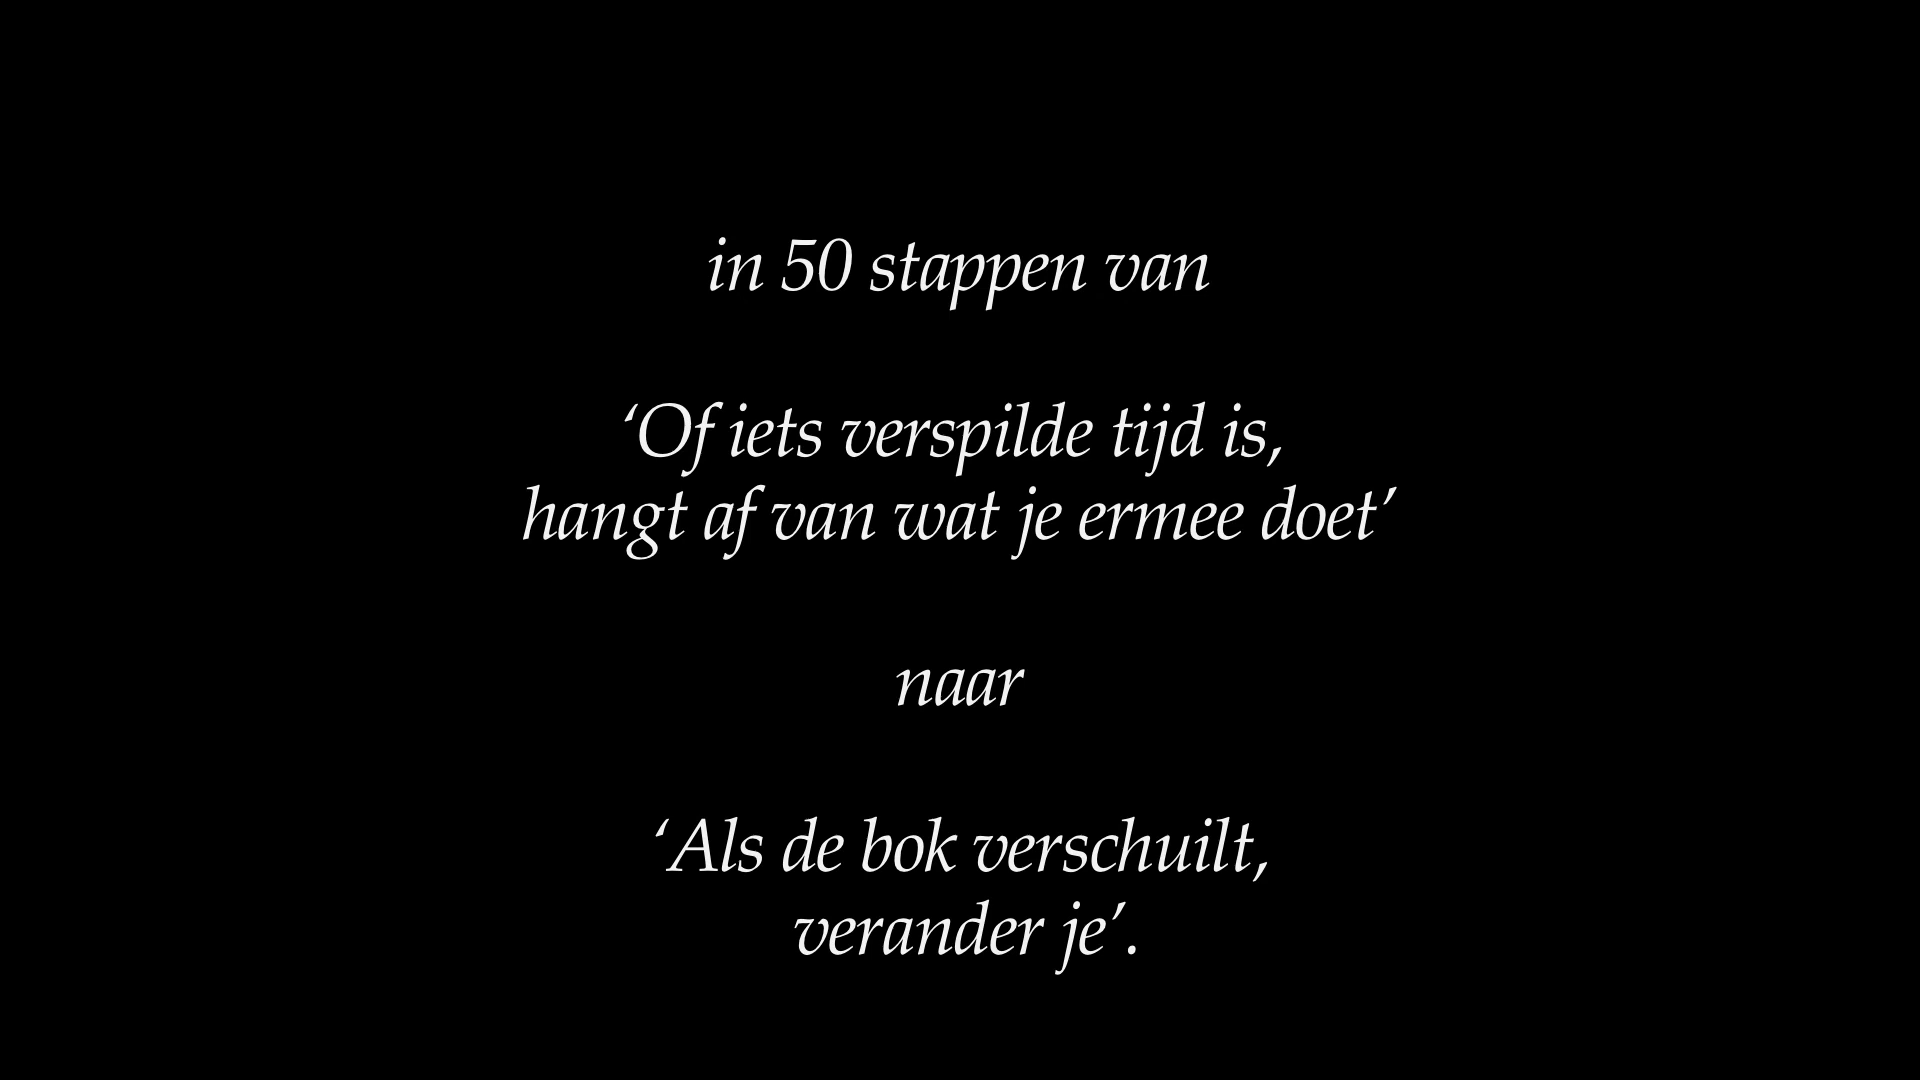 in 50 stappen van
‘Of iets verspilde tijd is,
hangt af van wat je ermee doet’
naar
‘Als de bok verschuilt,
verander je’.